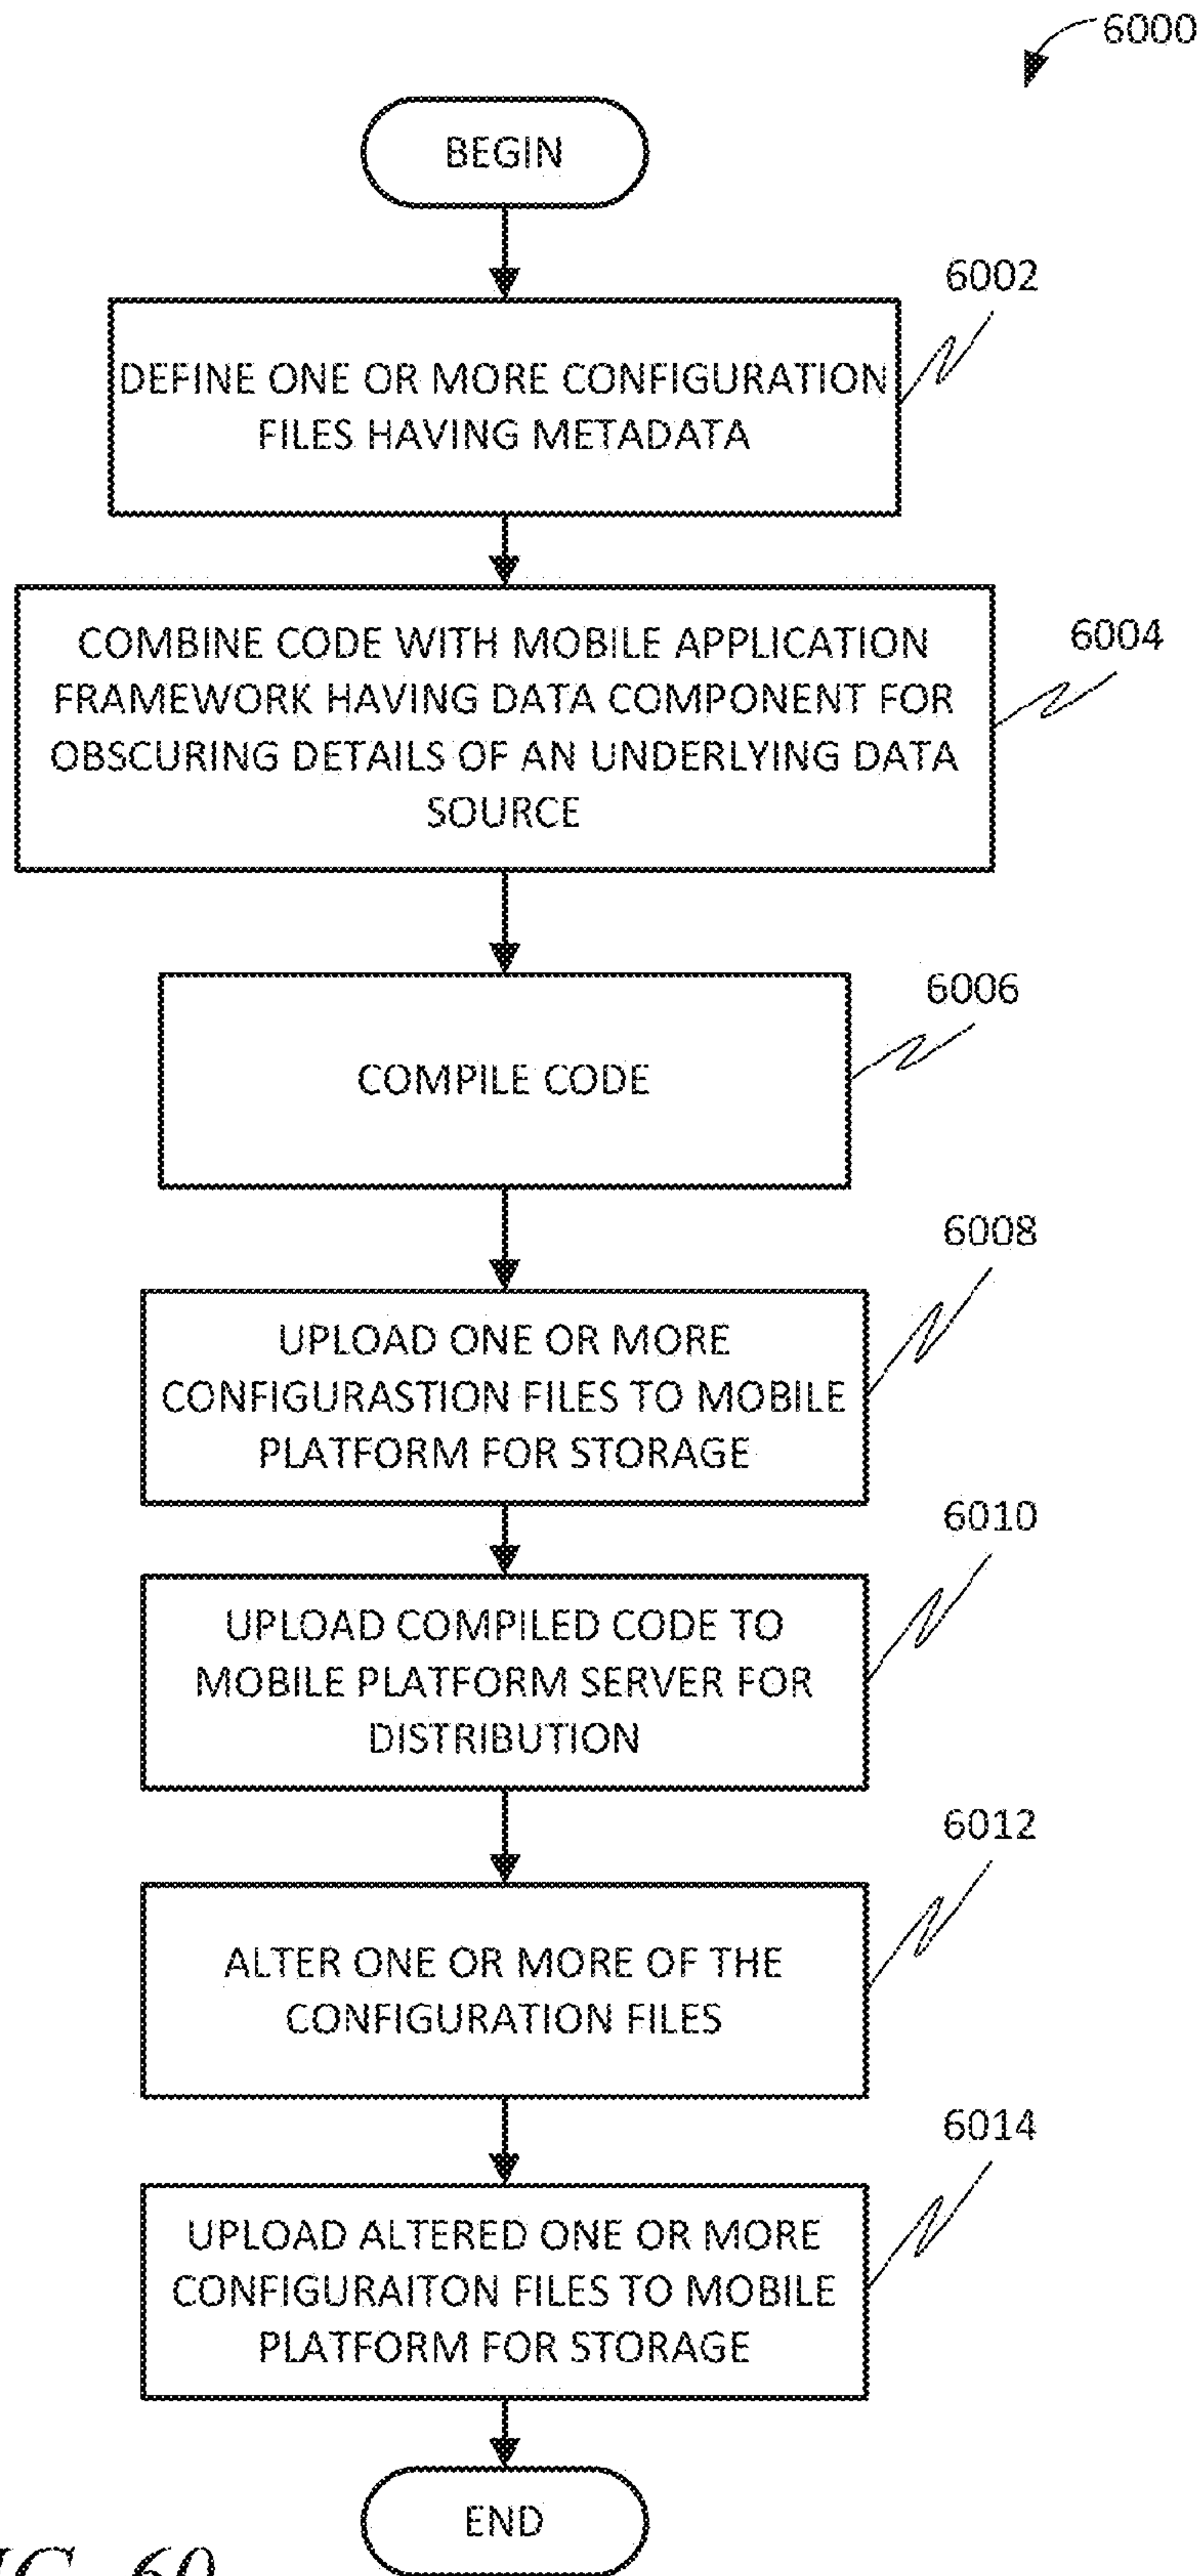 6000
BEGIN
6002
DEFINE ONE OR MORE CONFIGURATION
FILES HAVING METADATA
6004
COMBINE CODE WITH MOBILE APPLICATION
FRAMEWORK HAVING DATA COMPONENT FOR
OBSCURING DETAILS OF AN UNDERLYING DATA
SOURCE
6006
COMPILE CODE
6008
UPLOAD ONE OR MORE
CONFIGURASTION FILES TO MOBILE
PLATFORM FOR STORAGE
6010
UPLOAD COMPILED CODE TO
MOBILE PLATFORM SERVER FOR
DISTRIBUTION
6012
ALTER ONE OR MORE OF THE
CONFIGURATION FILES
6014
UPLOAD ALTERED ONE OR MORE
CONFIGURAITON FILES TO MOBILE
PLATFORM FOR STORAGE
END